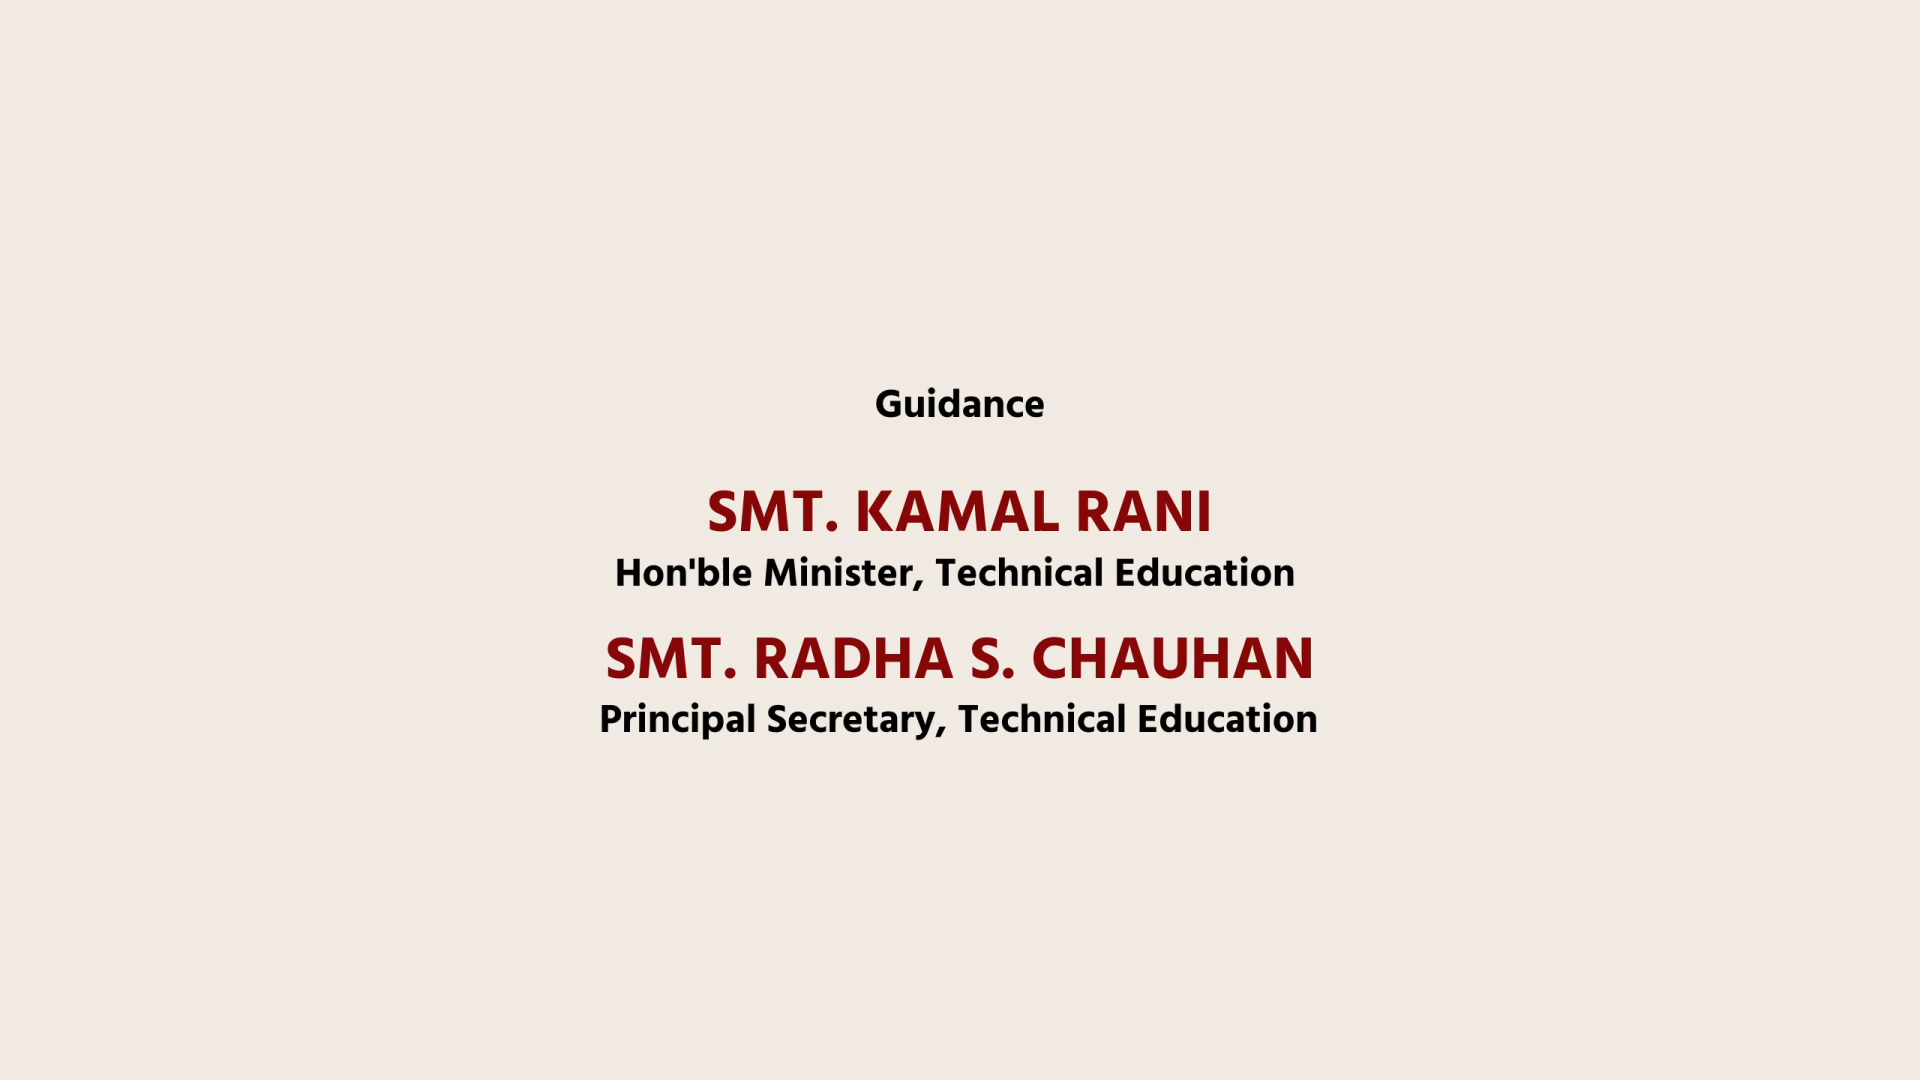 Guidance
SMT. KAMAL RANI
Hon'ble Minister, Technical Education
SMT. RADHA S. CHAUHAN
Principal Secretary, Technical Education